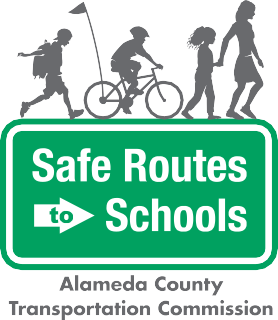 Safe Routes
to Schools
Alameda County
Transportation Commission